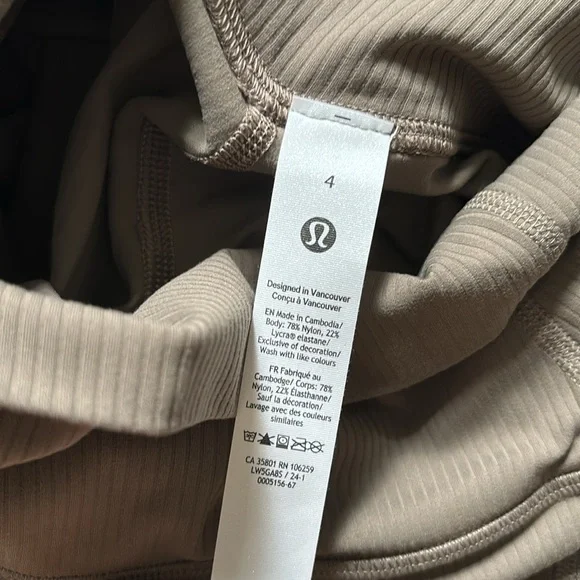 4
Designed in Vancouver
Conçu à Vancouver
EN Made in Cambodia/
Body: 78% Nylon, 22%
Lycra® elastane/
Exclusive of decoration/
Wash with like colours
FR Fabriqué au
Cambodge/ Corps: 78%
Nylon, 22% Élasthanne/
Sauf la décoration/
Lavage avec des couleurs
similaires
CA 35801 RN 106259
LW5GA8S / 24-1
0005156-67